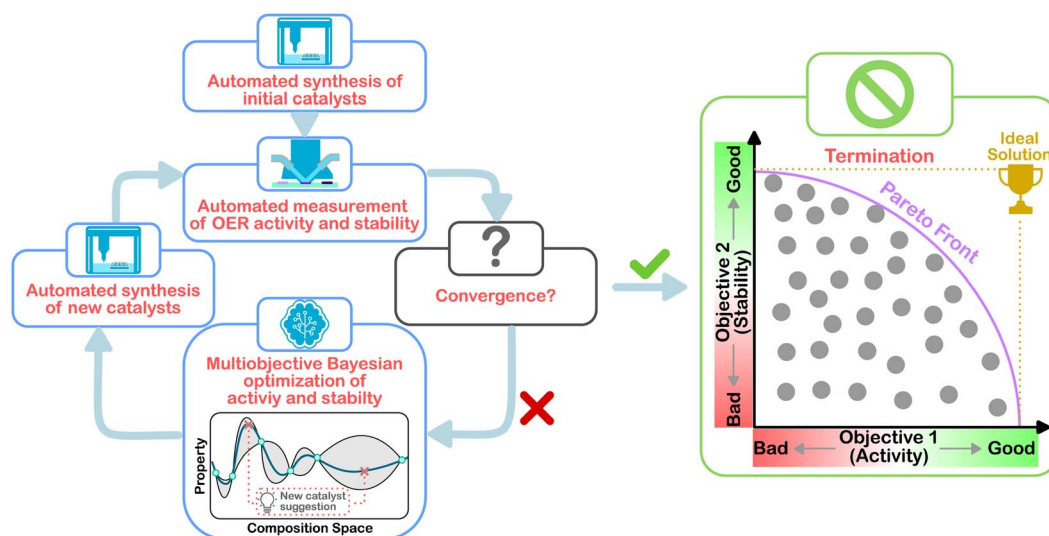 Automated synthesis of
initial catalysts
Automated measurement
of OER activity and stability
?
Convergence?
Automated synthesis
of new catalysts
Multiobjective Bayesian
optimization of
activiy and stabilty
Property
New catalyst
suggestion
Composition Space
Termination
Ideal
Solution
Pareto Front
Good
Objective 2
(Stability)
Bad
Bad
Objective 1
(Activity)
Good